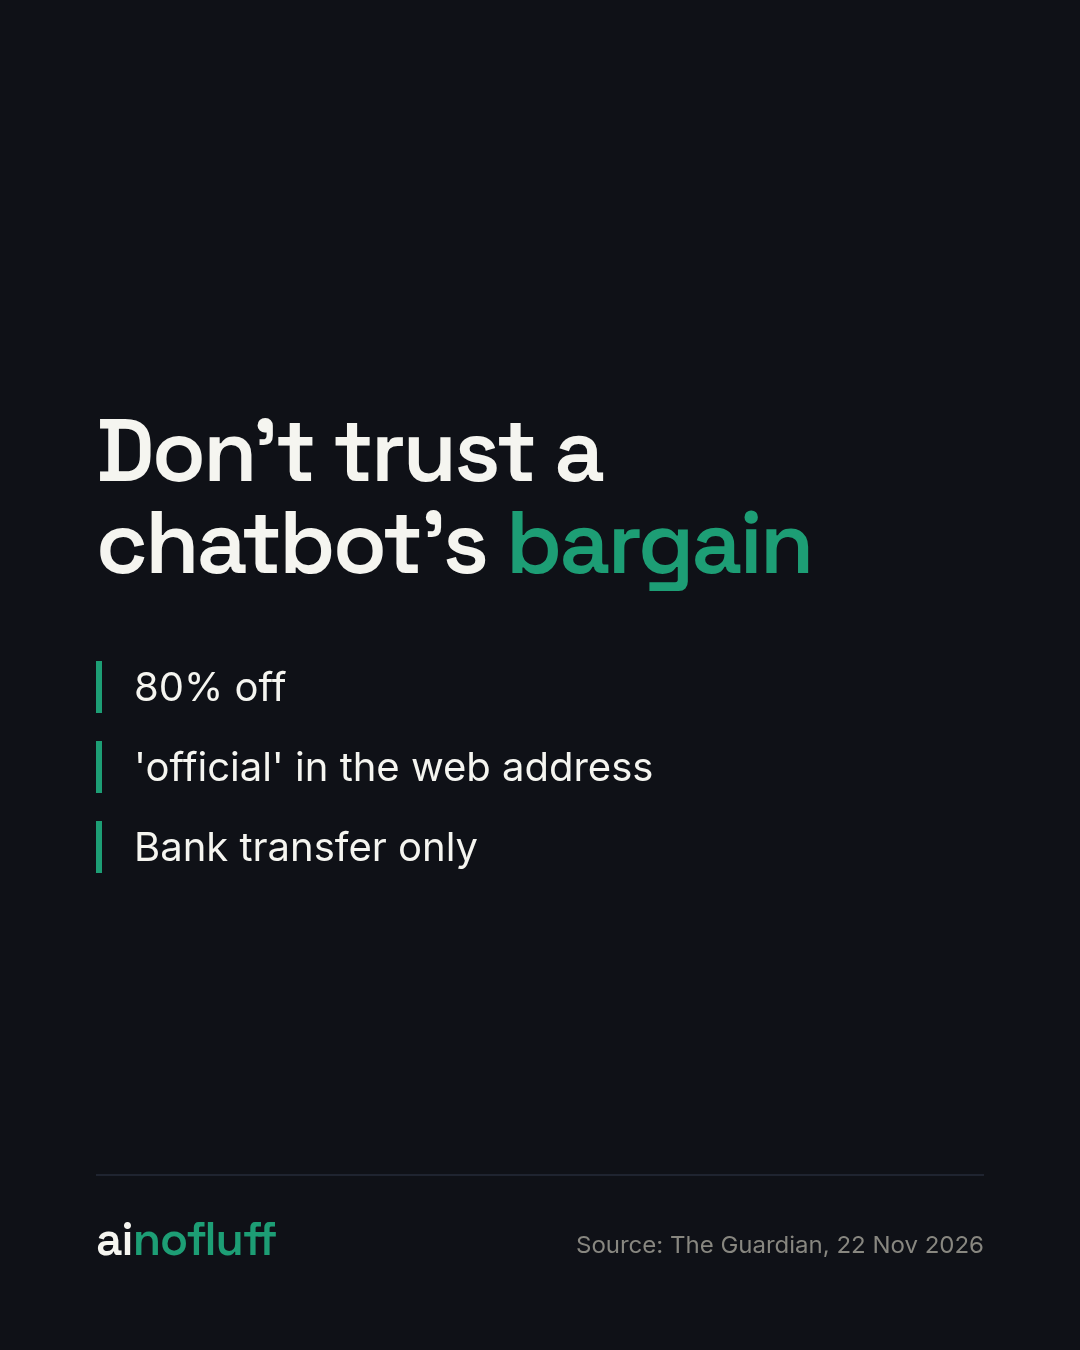 Don’t trust a
chatbot’s bargain
80% off
'official' in the web address
Bank transfer only
ainofluff
Source: The Guardian, 22 Nov 2026